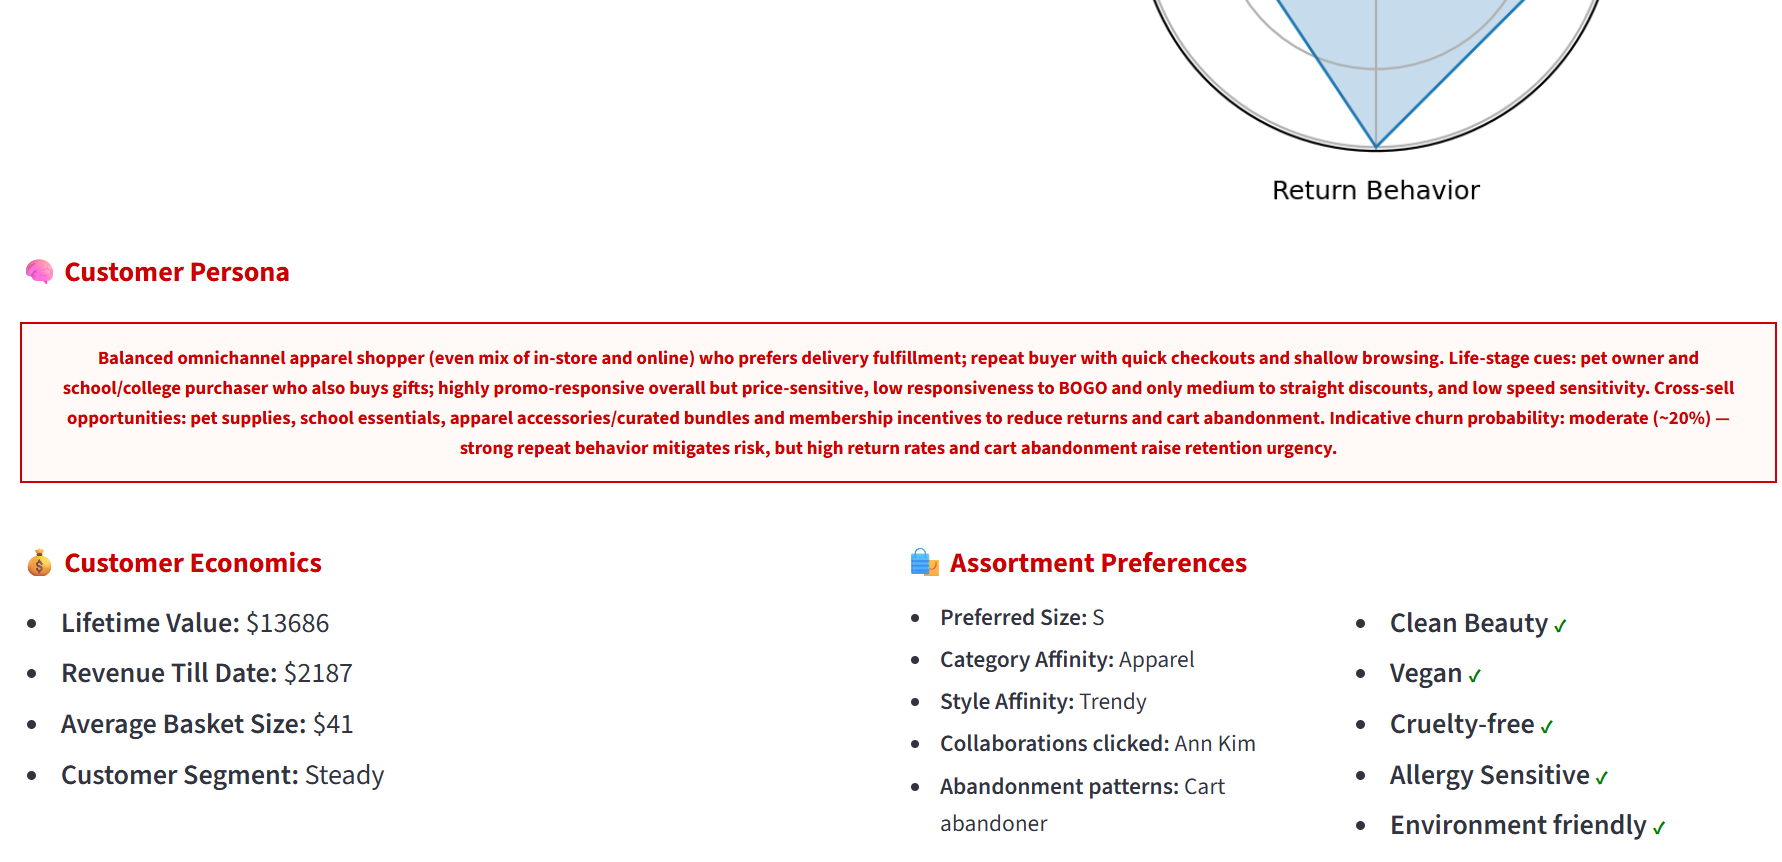 Return Behavior
🧠 Customer Persona
Balanced omnichannel apparel shopper (even mix of in-store and online) who prefers delivery fulfillment; repeat buyer with quick checkouts and shallow browsing. Life-stage cues: pet owner and
school/college purchaser who also buys gifts; highly promo-responsive overall but price-sensitive, low responsiveness to BOGO and only medium to straight discounts, and low speed sensitivity. Cross-sell
opportunities: pet supplies, school essentials, apparel accessories/curated bundles and membership incentives to reduce returns and cart abandonment. Indicative churn probability: moderate (~20%) —
strong repeat behavior mitigates risk, but high return rates and cart abandonment raise retention urgency.
💰 Customer Economics
• Lifetime Value: $13686
• Revenue Till Date: $2187
• Average Basket Size: $41
• Customer Segment: Steady
🛍️ Assortment Preferences
• Preferred Size: S
• Category Affinity: Apparel
• Style Affinity: Trendy
• Collaborations clicked: Ann Kim
• Abandonment patterns: Cart
abandoner
• Clean Beauty ✓
• Vegan ✓
• Cruelty-free ✓
• Allergy Sensitive ✓
• Environment friendly ✓